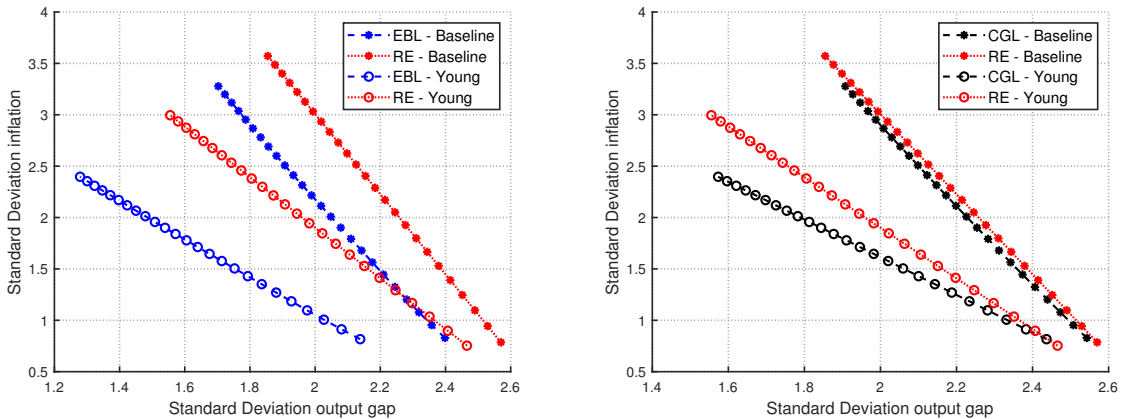 4
3.5
3
2.5
2
1.5
1
0.5
1.2 1.4 1.6 1.8 2 2.2 2.4 2.6
Standard Deviation inflation
Standard Deviation output gap
EBL - Baseline
RE - Baseline
EBL - Young
RE - Young
4
3.5
3
2.5
2
1.5
1
0.5
1.4 1.6 1.8 2 2.2 2.4 2.6
Standard Deviation inflation
Standard Deviation output gap
CGL - Baseline
RE - Baseline
CGL - Young
RE - Young